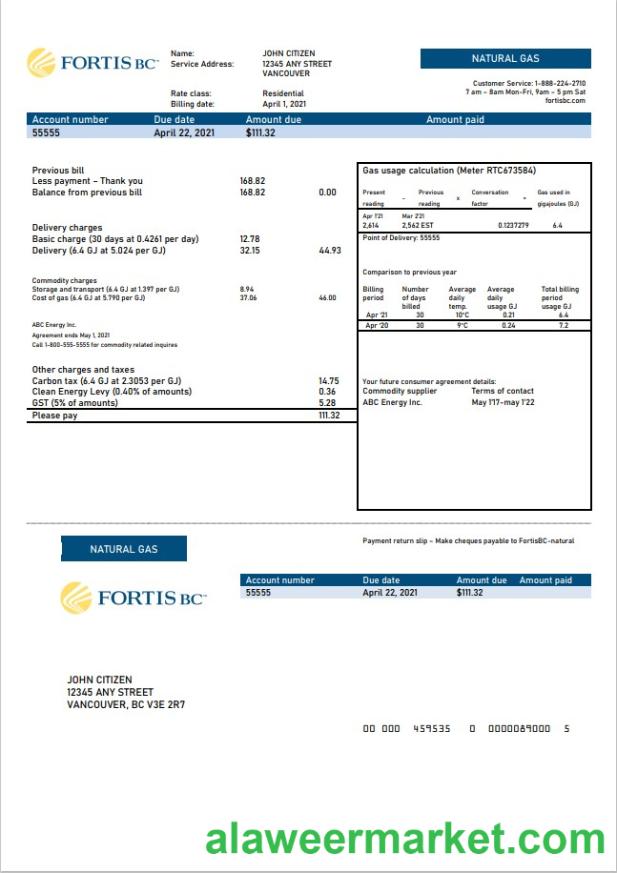 FORTIS BC™
Name: JOHN CITIZEN
Service Address: 12345 ANY STREET
VANCOUVER
Rate class: Residential
Billing date: April 1, 2021
NATURAL GAS
Customer Service: 1-888-224-2710
7 am – 8am Mon-Fri, 9am – 5 pm Sat
fortisbc.com
Account number Due date Amount due Amount paid
55555 April 22, 2021 $111.32
Previous bill
Less payment – Thank you 168.82
Balance from previous bill 168.82 0.00
Delivery charges
Basic charge (30 days at 0.4261 per day) 12.78
Delivery (6.4 GJ at 5.024 per GJ) 32.15 44.93
Commodity charges
Storage and transport (6.4 GJ at 1.397 per GJ) 8.94
Cost of gas (6.4 GJ at 5.790 per GJ) 37.06 46.00
ABC Energy Inc.
Agreement ends May 1, 2021
Call 1-800-555-5555 for commodity related inquires
Other charges and taxes
Carbon tax (6.4 GJ at 2.3053 per GJ) 14.75
Clean Energy Levy (0.40% of amounts) 0.36
GST (5% of amounts) 5.28
Please pay 111.32
Gas usage calculation (Meter RTC673584)
Present – Previous x Conversation = Gas used in
reading reading factor gigajoules (GJ)
Apr 1'21 Mar 2'21
2,614 2,562 EST 0.1237279 6.4
Point of Delivery: 55555
Comparison to previous year
Billing Number Average Average Total billing
period of days daily daily period
billed temp. usage GJ usage GJ
Apr '21 30 10°C 0.21 6.4
Apr '20 30 9°C 0.24 7.2
Your future consumer agreement details:
Commodity supplier Terms of contact
ABC Energy Inc. May 1'17-may 1'22
NATURAL GAS
Payment return slip – Make cheques payable to FortisBC-natural
FORTIS BC™
Account number Due date Amount due Amount paid
55555 April 22, 2021 $111.32
JOHN CITIZEN
12345 ANY STREET
VANCOUVER, BC V3E 2R7
00 000 459535 0 0000089000 5
alaweermarket.com